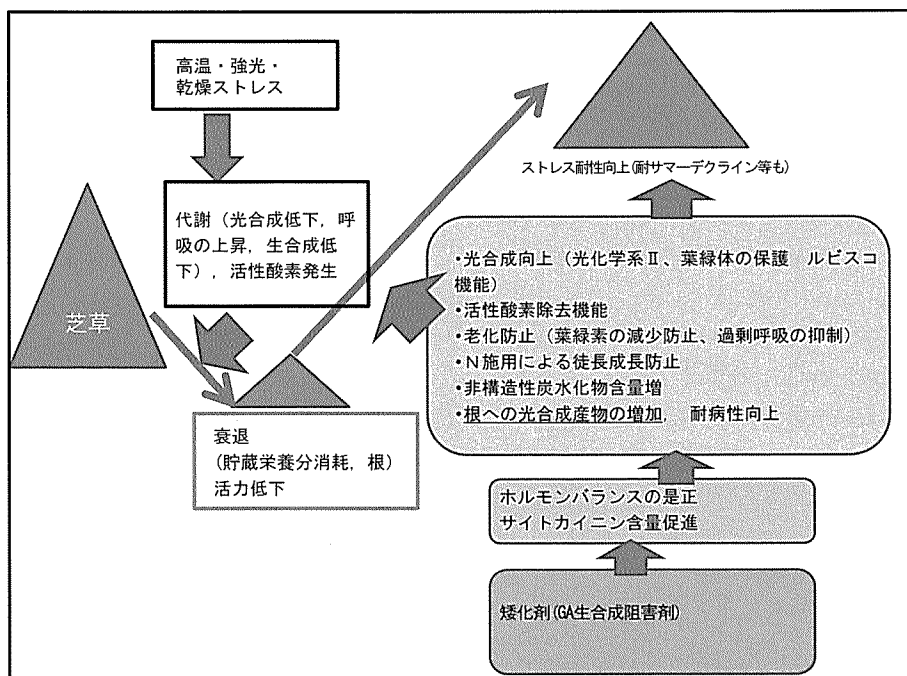 高温・強光・
乾燥ストレス
ストレス耐性向上(耐サマーデクライン等も)
代謝（光合成低下，呼
吸の上昇，生合成低
下），活性酸素発生
芝草
・光合成向上（光化学系Ⅱ、葉緑体の保護　ルビスコ
機能）
・活性酸素除去機能
・老化防止（葉緑素の減少防止、過剰呼吸の抑制）
・Ｎ施用による徒長成長防止
・非構造性炭水化物含量増
・根への光合成産物の増加，　耐病性向上
衰退
（貯蔵栄養分消耗，根）
活力低下
ホルモンバランスの是正
サイトカイニン含量促進
矮化剤(GA生合成阻害剤)